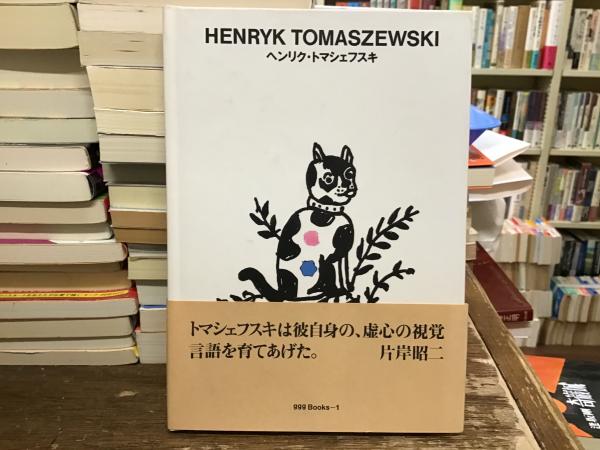 HENRYK TOMASZEWSKI
ヘンリク・トマシェフスキ
トマシェフスキは彼自身の、虚心の視覚
言語を育てあげた。 片岸昭二
ggg Books–1